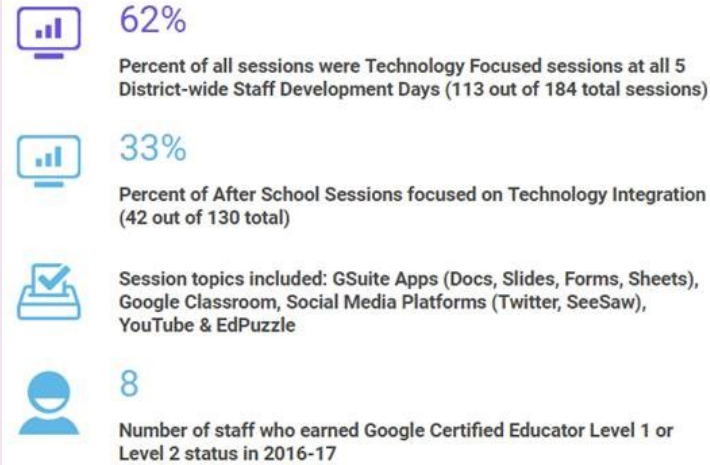 62%
Percent of all sessions were Technology Focused sessions at all 5
District-wide Staff Development Days (113 out of 184 total sessions)
33%
Percent of After School Sessions focused on Technology Integration
(42 out of 130 total)
Session topics included: GSuite Apps (Docs, Slides, Forms, Sheets),
Google Classroom, Social Media Platforms (Twitter, SeeSaw),
YouTube & EdPuzzle
8
Number of staff who earned Google Certified Educator Level 1 or
Level 2 status in 2016-17